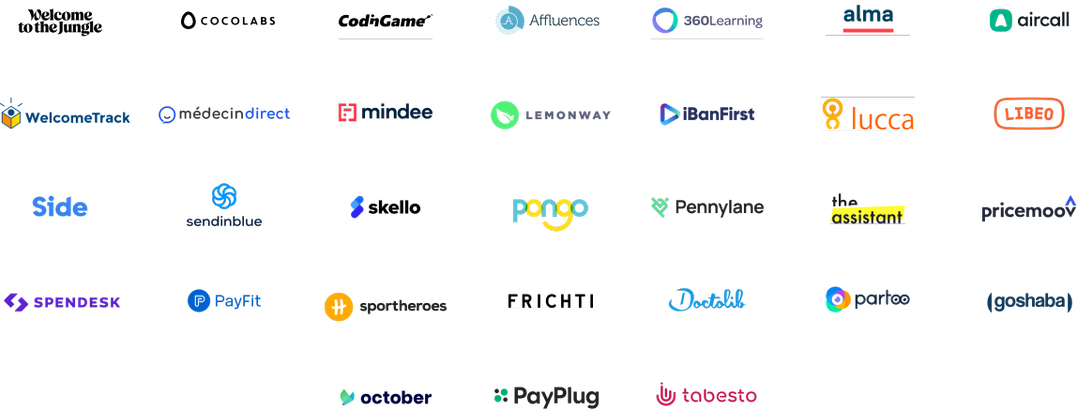 Welcome
to the Jungle
COCOLABS
CodinGame
Affluences
360Learning
alma
aircall
WelcomeTrack
médecindirect
mindee
LEMONWAY
iBanFirst
lucca
LIBEO
Side
sendinblue
skello
pongo
Pennylane
the
assistant
pricemoov
SPENDESK
PayFit
sportheroes
FRICHTI
Doctolib
partoo
(goshaba)
october
PayPlug
tabesto